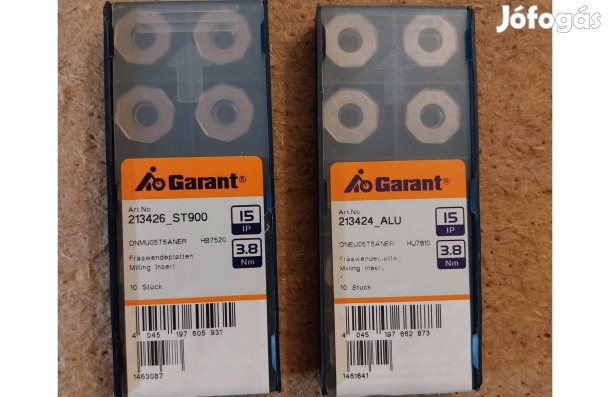 Jófogás
Garant®
Art.No.
213426_ST900
15
IP
ONMU05T6ANER HB7520
3.8
Nm
Fräswendeplatten
Milling Insert
10 Stück
4 045 197 605 931
1463087
Garant®
Art.No.
213424_ALU
15
IP
ONEU05T6ANER HU7810
3.8
Nm
Fräswendeplatten
Milling Insert
10 Stück
4 045 197 662 873
1461641